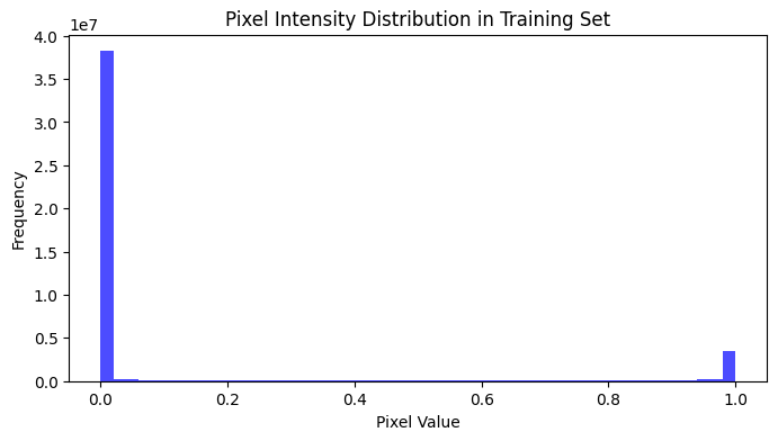 Pixel Intensity Distribution in Training Set
1e7
4.0
3.5
3.0
2.5
2.0
1.5
1.0
0.5
0.0
Frequency
0.0 0.2 0.4 0.6 0.8 1.0
Pixel Value